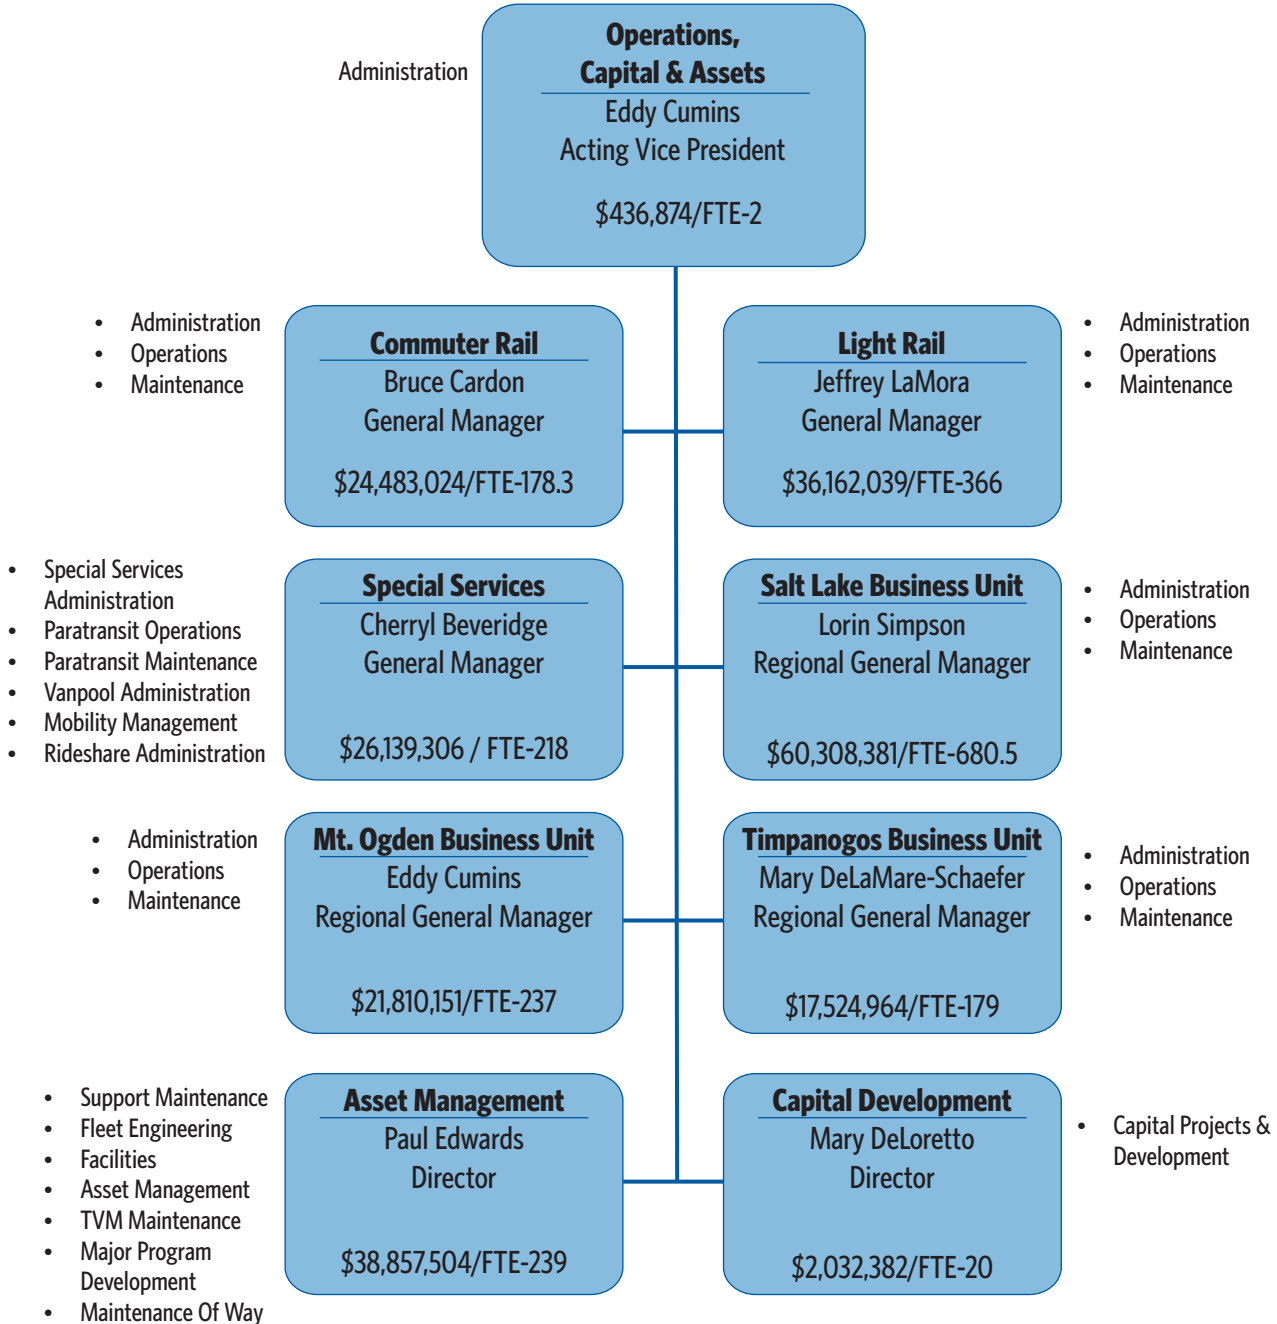 Administration
Operations,
Capital & Assets
Eddy Cumins
Acting Vice President
$436,874/FTE-2
• Administration
• Operations
• Maintenance
Commuter Rail
Bruce Cardon
General Manager
$24,483,024/FTE-178.3
Light Rail
Jeffrey LaMora
General Manager
$36,162,039/FTE-366
• Administration
• Operations
• Maintenance
• Special Services
Administration
• Paratransit Operations
• Paratransit Maintenance
• Vanpool Administration
• Mobility Management
• Rideshare Administration
Special Services
Cherryl Beveridge
General Manager
$26,139,306 / FTE-218
Salt Lake Business Unit
Lorin Simpson
Regional General Manager
$60,308,381/FTE-680.5
• Administration
• Operations
• Maintenance
• Administration
• Operations
• Maintenance
Mt. Ogden Business Unit
Eddy Cumins
Regional General Manager
$21,810,151/FTE-237
Timpanogos Business Unit
Mary DeLaMare-Schaefer
Regional General Manager
$17,524,964/FTE-179
• Administration
• Operations
• Maintenance
• Support Maintenance
• Fleet Engineering
• Facilities
• Asset Management
• TVM Maintenance
• Major Program
Development
• Maintenance Of Way
Asset Management
Paul Edwards
Director
$38,857,504/FTE-239
Capital Development
Mary DeLoretto
Director
$2,032,382/FTE-20
• Capital Projects &
Development